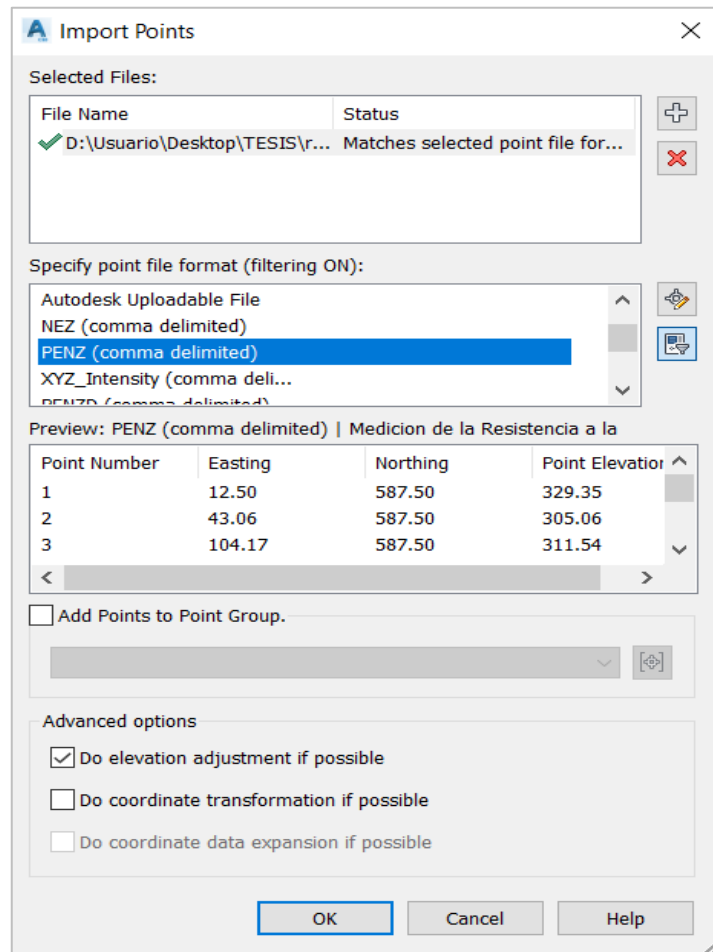 Import Points
Selected Files:
File Name Status
D:\Usuario\Desktop\TESIS\r... Matches selected point file for...
Specify point file format (filtering ON):
Autodesk Uploadable File
NEZ (comma delimited)
PENZ (comma delimited)
XYZ_Intensity (comma deli...
PENZD (comma delimited)
Preview: PENZ (comma delimited) | Medicion de la Resistencia a la
Point Number Easting Northing Point Elevation
1 12.50 587.50 329.35
2 43.06 587.50 305.06
3 104.17 587.50 311.54
Add Points to Point Group.
Advanced options
Do elevation adjustment if possible
Do coordinate transformation if possible
Do coordinate data expansion if possible
OK Cancel Help